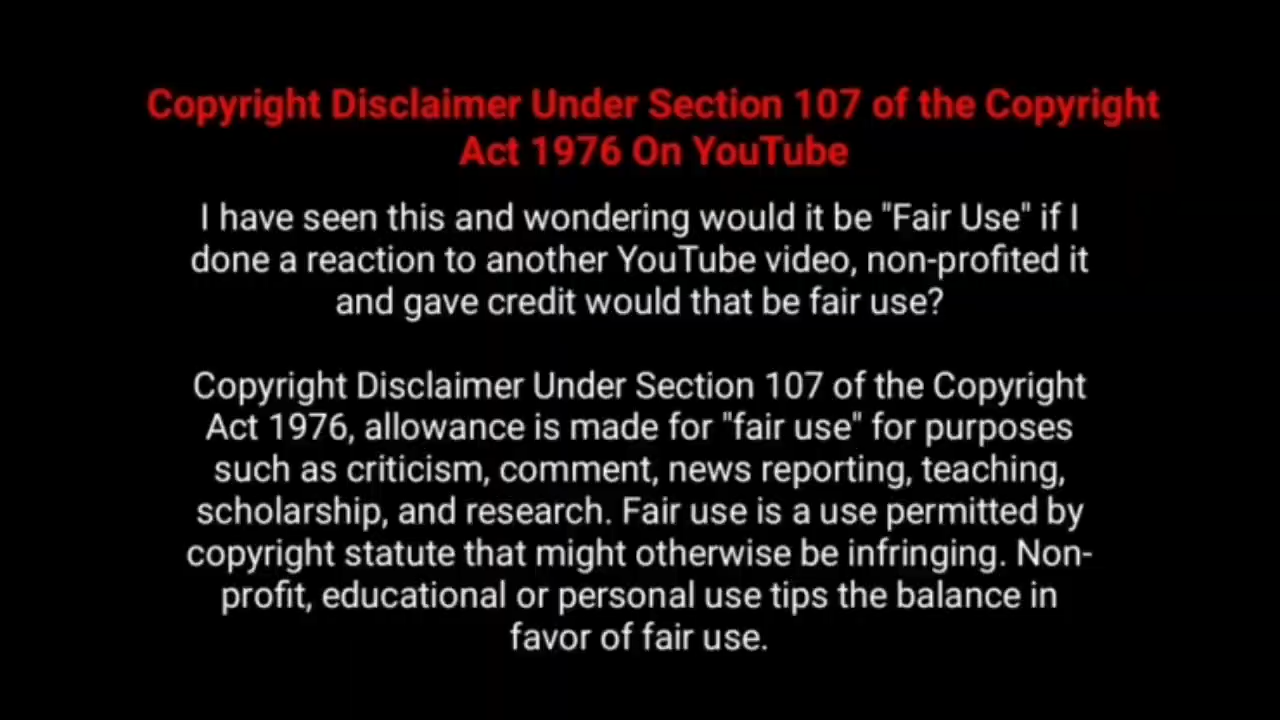 Copyright Disclaimer Under Section 107 of the Copyright
Act 1976 On YouTube
I have seen this and wondering would it be "Fair Use" if I
done a reaction to another YouTube video, non-profited it
and gave credit would that be fair use?
Copyright Disclaimer Under Section 107 of the Copyright
Act 1976, allowance is made for "fair use" for purposes
such as criticism, comment, news reporting, teaching,
scholarship, and research. Fair use is a use permitted by
copyright statute that might otherwise be infringing. Non-
profit, educational or personal use tips the balance in
favor of fair use.